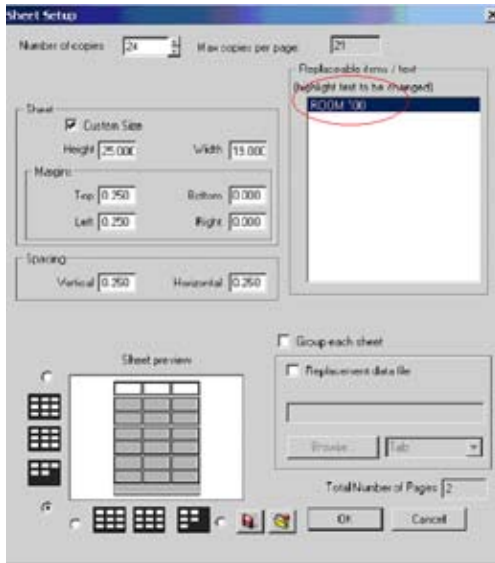 Sheet Setup
Number of copies 24 Max copies per page: 21
Replaceable items / text
(highlight text to be changed)
ROOM 100
Sheet
Custom Size
Height 25.000 Width 19.000
Margins
Top 0.250 Bottom 0.000
Left 0.250 Right 0.000
Spacing
Vertical 0.250 Horizontal 0.250
Group each sheet
Sheet preview
Replacement data file
Browse... Tab
Total Number of Pages 2
OK Cancel